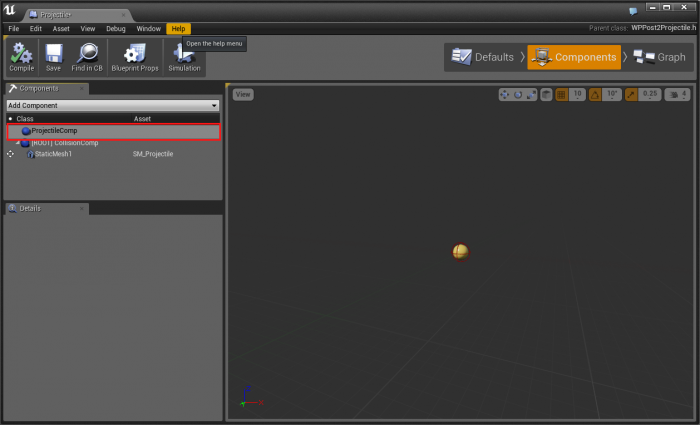 Projectile*
File Edit Asset View Debug Window Help
Parent class: WPPost2Projectile.h
Open the help menu
Compile Save Find in CB Blueprint Props Simulation
Defaults Components Graph
Components
Add Component
Class Asset
ProjectileComp
[ROOT] CollisionComp
StaticMesh1 SM_Projectile
Details
View
10 10° 0.25 4